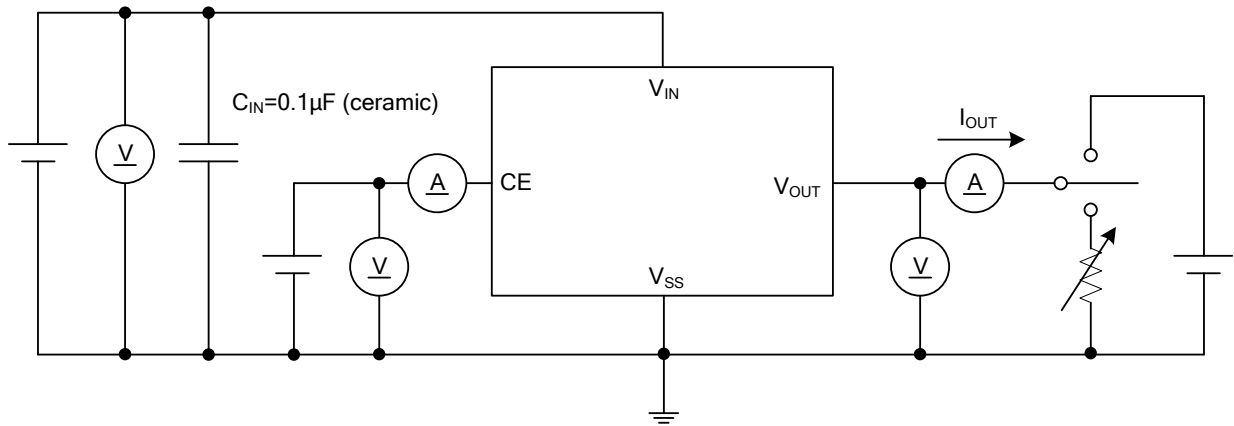 V_IN
C_IN=0.1µF (ceramic)
I_OUT
V
A
CE
V_OUT
A
V
V
V_SS